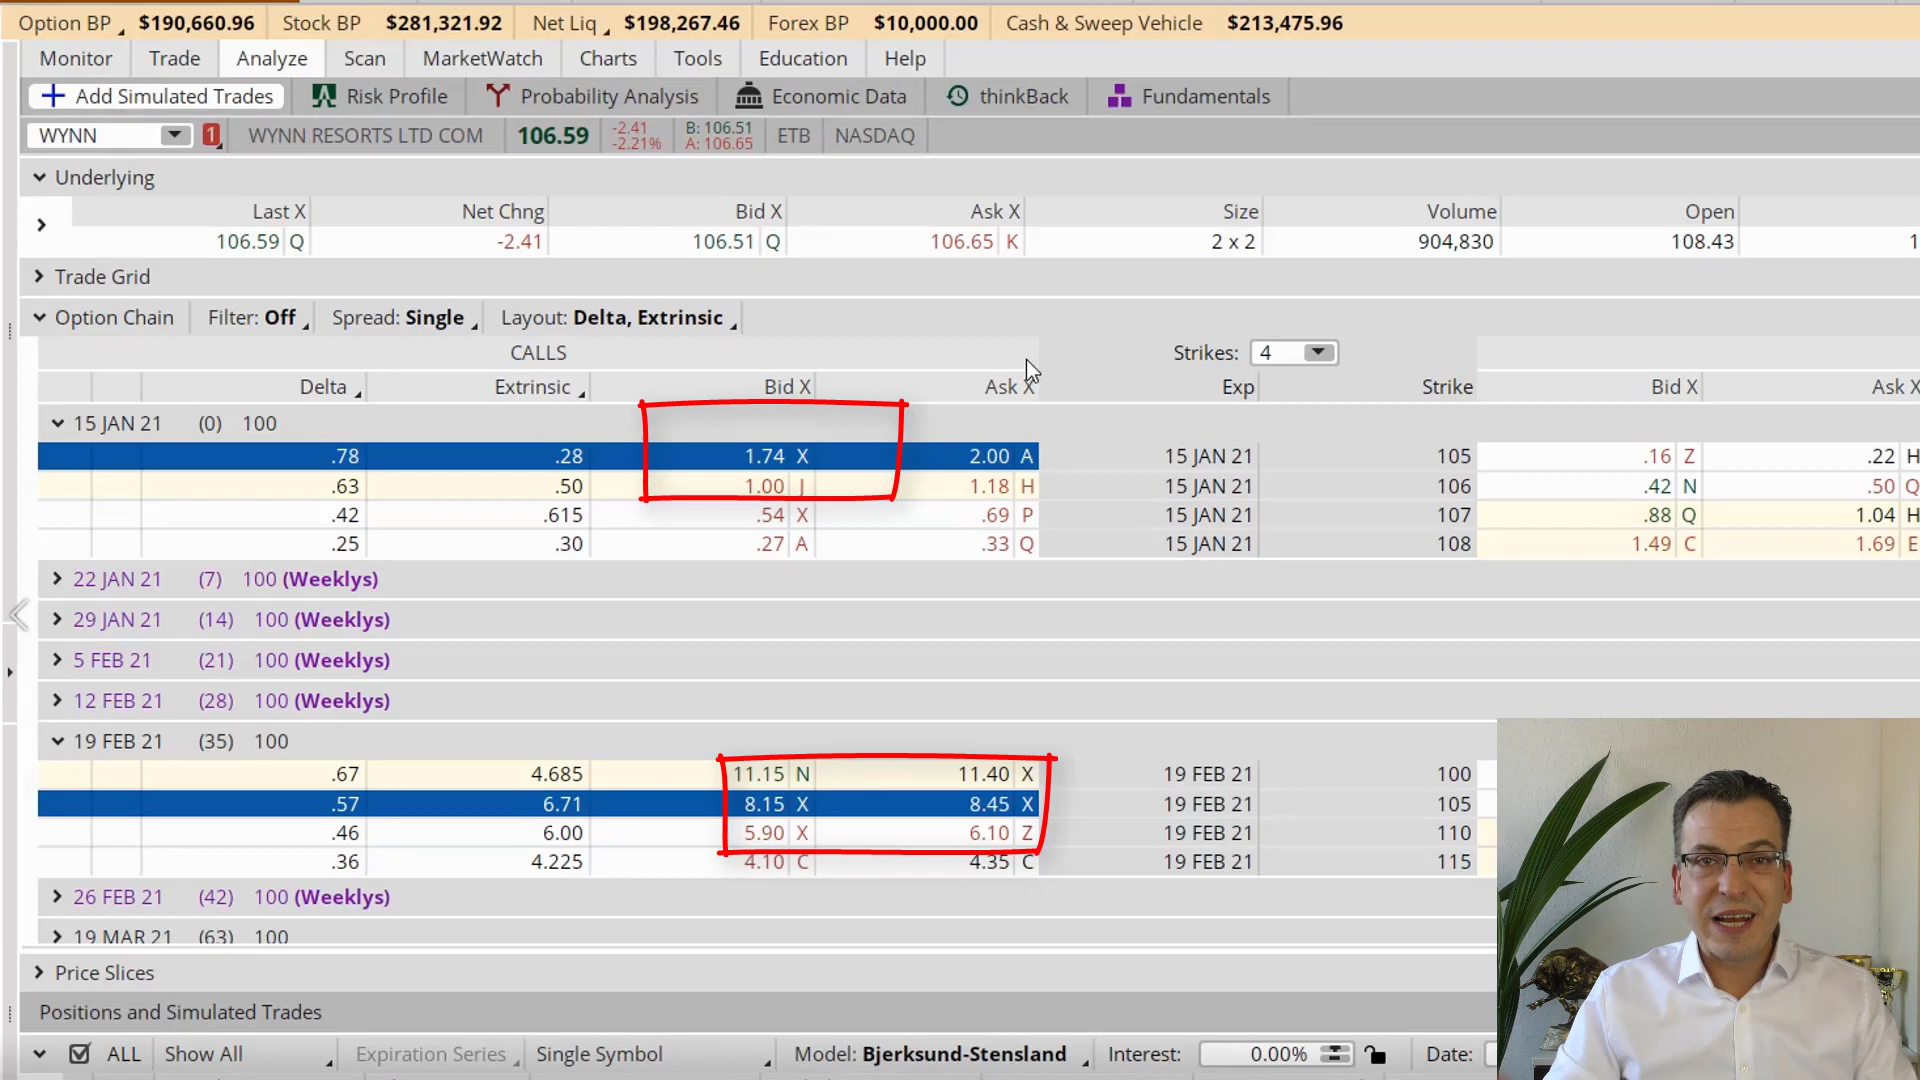 Option BP $190,660.96 Stock BP $281,321.92 Net Liq $198,267.46 Forex BP $10,000.00 Cash & Sweep Vehicle $213,475.96
Monitor Trade Analyze Scan MarketWatch Charts Tools Education Help
Add Simulated Trades Risk Profile Probability Analysis Economic Data thinkBack Fundamentals
WYNN 1 WYNN RESORTS LTD COM 106.59 -2.41 -2.21% B: 106.51 A: 106.65 ETB NASDAQ
Underlying
Last X Net Chng Bid X Ask X Size Volume Open
106.59 Q -2.41 106.51 Q 106.65 K 2 x 2 904,830 108.43 1
Trade Grid
Option Chain Filter: Off Spread: Single Layout: Delta, Extrinsic
CALLS Strikes: 4
Delta Extrinsic Bid X Ask X Exp Strike Bid X Ask X
15 JAN 21 (0) 100
.78 .28 1.74 X 2.00 A 15 JAN 21 105 .16 Z .22 H
.63 .50 1.00 J 1.18 H 15 JAN 21 106 .42 N .50 Q
.42 .615 .54 X .69 P 15 JAN 21 107 .88 Q 1.04 H
.25 .30 .27 A .33 Q 15 JAN 21 108 1.49 C 1.69 E
22 JAN 21 (7) 100 (Weeklys)
29 JAN 21 (14) 100 (Weeklys)
5 FEB 21 (21) 100 (Weeklys)
12 FEB 21 (28) 100 (Weeklys)
19 FEB 21 (35) 100
.67 4.685 11.15 N 11.40 X 19 FEB 21 100
.57 6.71 8.15 X 8.45 X 19 FEB 21 105
.46 6.00 5.90 X 6.10 Z 19 FEB 21 110
.36 4.225 4.10 C 4.35 C 19 FEB 21 115
26 FEB 21 (42) 100 (Weeklys)
19 MAR 21 (63) 100
Price Slices
Positions and Simulated Trades
ALL Show All Expiration Series Single Symbol Model: Bjerksund-Stensland Interest: 0.00% Date: